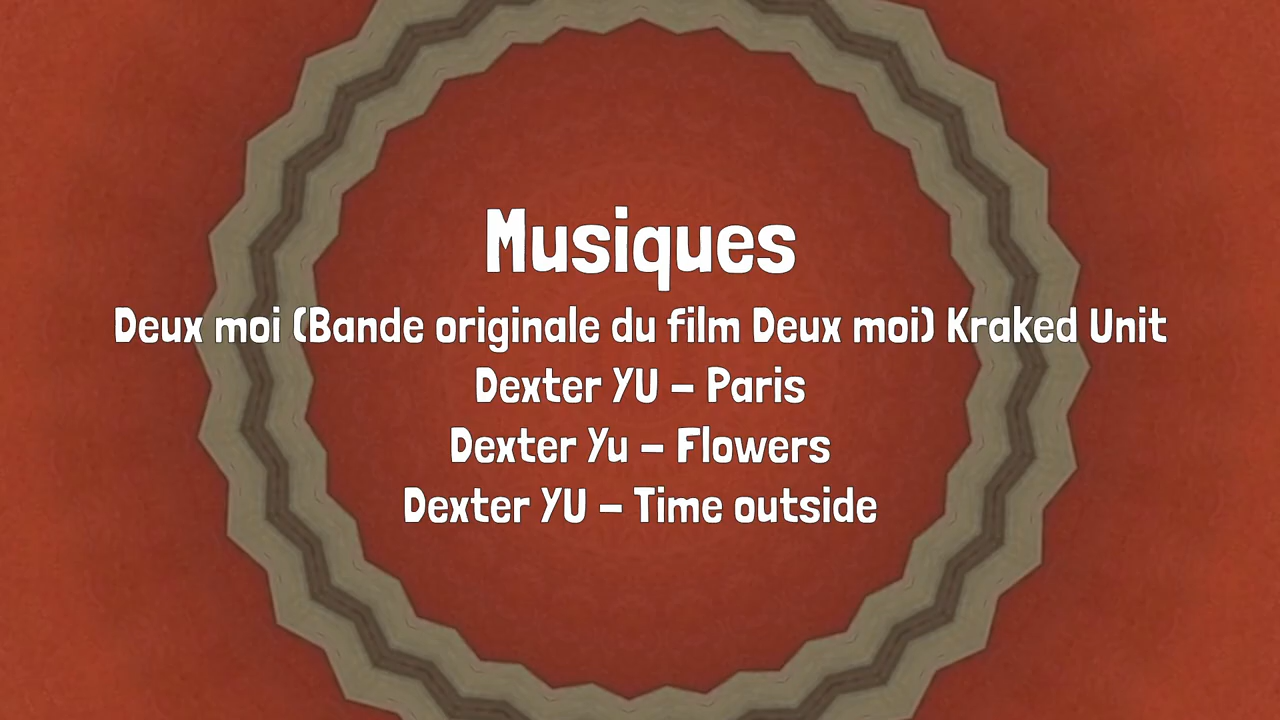 Musiques
Deux moi (Bande originale du film Deux moi) Kraked Unit
Dexter YU - Paris
Dexter Yu - Flowers
Dexter YU - Time outside